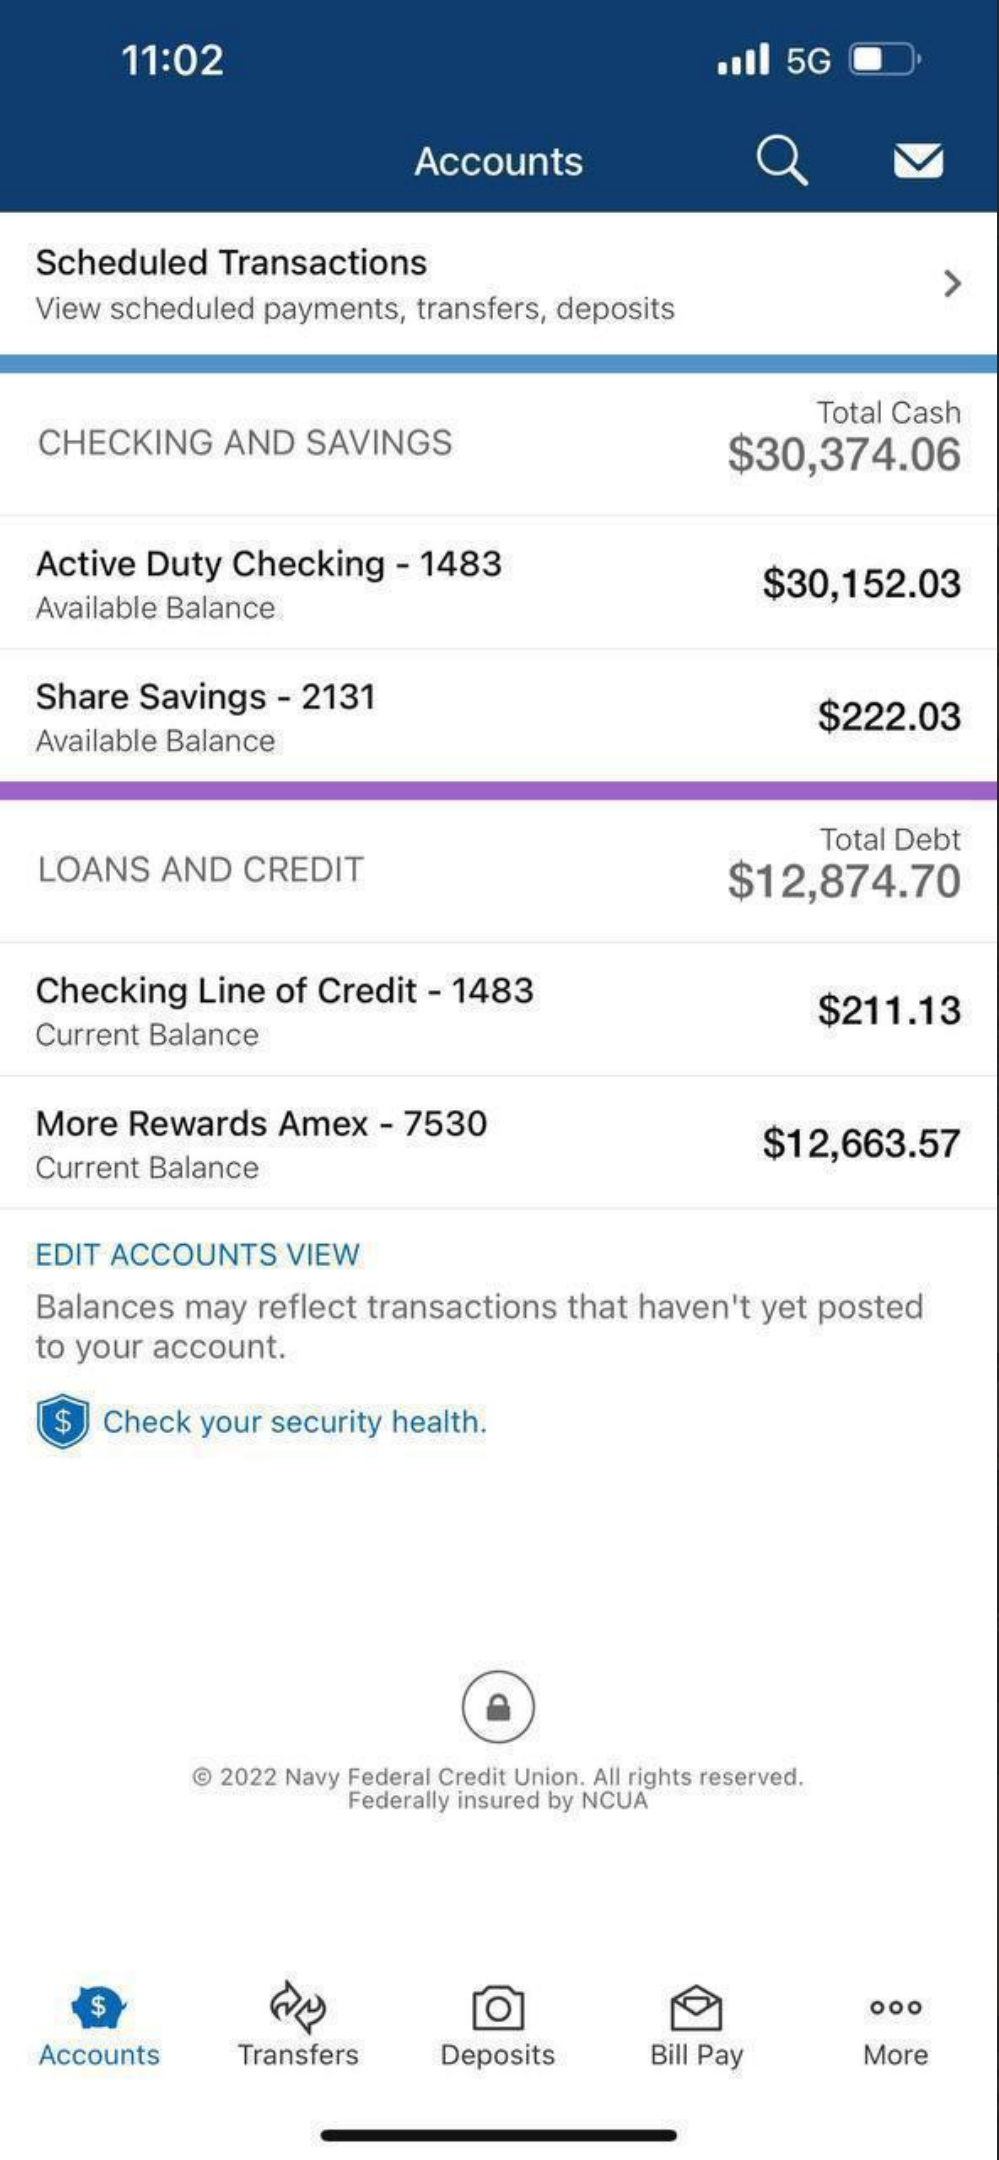 11:02
5G
Accounts
Scheduled Transactions
View scheduled payments, transfers, deposits
Total Cash
CHECKING AND SAVINGS
$30,374.06
Active Duty Checking - 1483
$30,152.03
Available Balance
Share Savings - 2131
$222.03
Available Balance
Total Debt
LOANS AND CREDIT
$12,874.70
Checking Line of Credit - 1483
$211.13
Current Balance
More Rewards Amex - 7530
$12,663.57
Current Balance
EDIT ACCOUNTS VIEW
Balances may reflect transactions that haven't yet posted
to your account.
$ Check your security health.
© 2022 Navy Federal Credit Union. All rights reserved.
Federally insured by NCUA
$
Accounts
Transfers
Deposits
Bill Pay
More